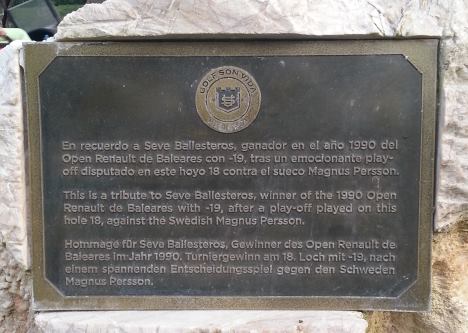 GOLF SON VIDA
En recuerdo a Seve Ballesteros, ganador en el año 1990 del
Open Renault de Baleares con -19, tras un emocionante play-
off disputado en este hoyo 18 contra el sueco Magnus Persson.
This is a tribute to Seve Ballesteros, winner of the 1990 Open
Renault de Baleares with -19, after a play-off played on this
hole 18, against the Swedish Magnus Persson.
Hommage für Seve Ballesteros, Gewinner des Open Renault de
Baleares im Jahr 1990. Turniergewinn am 18. Loch mit -19, nach
einem spannenden Entscheidungsspiel gegen den Schweden
Magnus Persson.